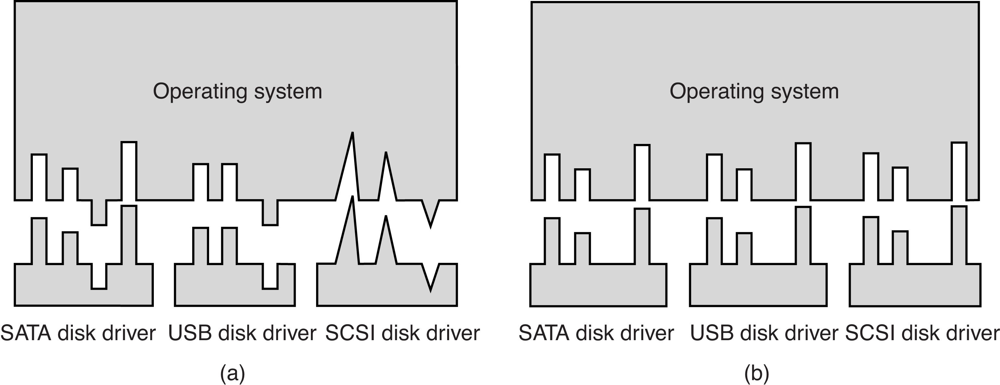 Operating system
Operating system
SATA disk driver USB disk driver SCSI disk driver
SATA disk driver USB disk driver SCSI disk driver
(a)
(b)